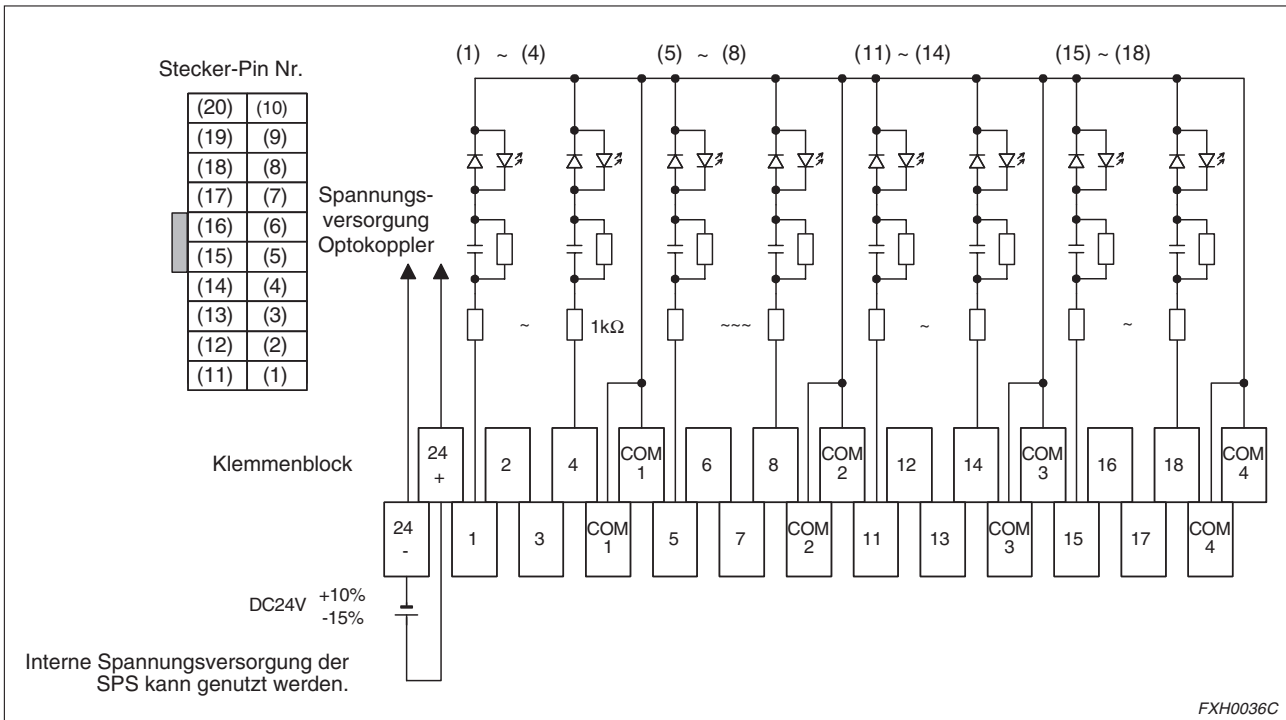 (1) ~ (4) (5) ~ (8) (11) ~ (14) (15) ~ (18)
Stecker-Pin Nr.
(20) (10)
(19) (9)
(18) (8)
(17) (7)
(16) (6)
(15) (5)
(14) (4)
(13) (3)
(12) (2)
(11) (1)
Spannungs-
versorgung
Optokoppler
~ 1kΩ ~~~ ~ ~
Klemmenblock
24
+
2
4
COM
1
6
8
COM
2
12
14
COM
3
16
18
COM
4
24
-
1
3
COM
1
5
7
COM
2
11
13
COM
3
15
17
COM
4
DC24V +10%
-15%
Interne Spannungsversorgung der
SPS kann genutzt werden.
FXH0036C